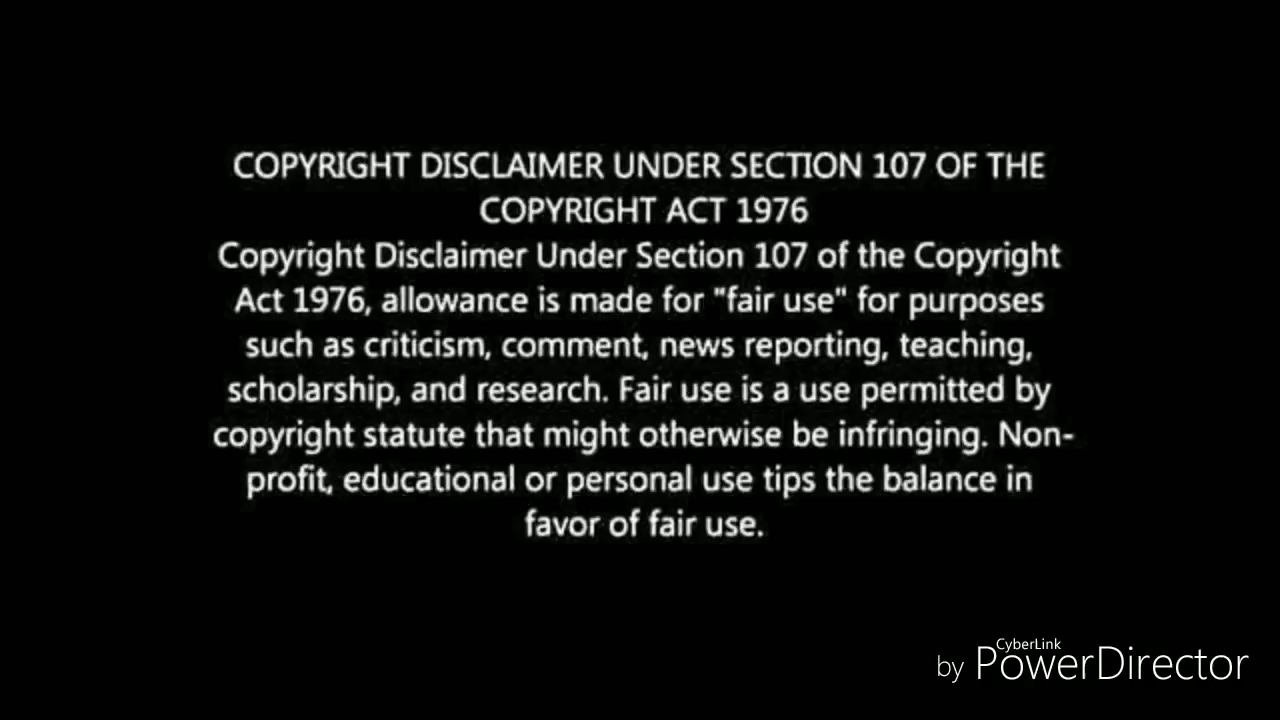 COPYRIGHT DISCLAIMER UNDER SECTION 107 OF THE
COPYRIGHT ACT 1976
Copyright Disclaimer Under Section 107 of the Copyright
Act 1976, allowance is made for "fair use" for purposes
such as criticism, comment, news reporting, teaching,
scholarship, and research. Fair use is a use permitted by
copyright statute that might otherwise be infringing. Non-
profit, educational or personal use tips the balance in
favor of fair use.
CyberLink
by PowerDirector